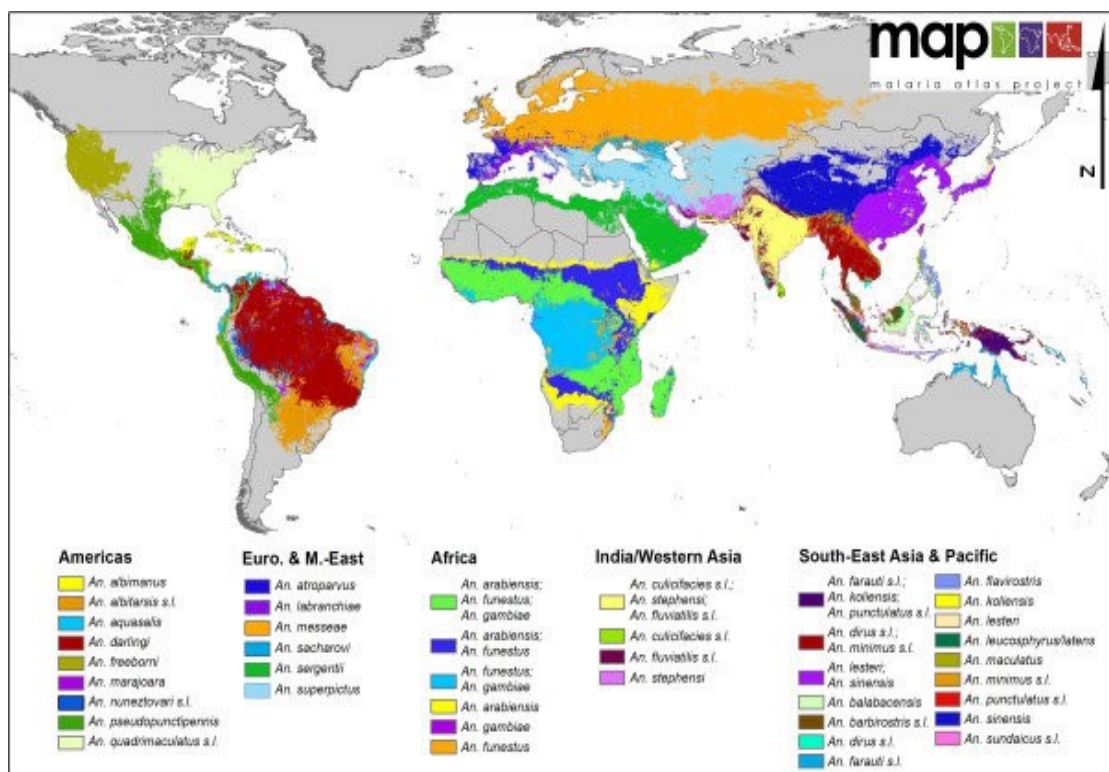 map
malaria atlas project
N
Americas
An. albimanus
An. albitarsis s.l.
An. aquasalis
An. darlingi
An. freeborni
An. marajoara
An. nuneztovari s.l.
An. pseudopunctipennis
An. quadrimaculatus s.l.
Euro. & M.-East
An. atroparvus
An. labranchiae
An. messeae
An. sacharovi
An. sergentii
An. superpictus
Africa
An. arabiensis;
An. funestus;
An. gambiae
An. arabiensis;
An. funestus
An. funestus;
An. gambiae
An. arabiensis
An. gambiae
An. funestus
India/Western Asia
An. culicifacies s.l.;
An. stephensi;
An. fluviatilis s.l.
An. culicifacies s.l.
An. fluviatilis s.l.
An. stephensi
South-East Asia & Pacific
An. farauti s.l.;
An. koliensis;
An. punctulatus s.l.
An. dirus s.l.;
An. minimus s.l.
An. lesteri;
An. sinensis
An. balabacensis
An. barbirostris s.l.
An. dirus s.l.
An. farauti s.l.
An. flavirostris
An. koliensis
An. lesteri
An. leucosphyrus/latens
An. maculatus
An. minimus s.l.
An. punctulatus s.l.
An. sinensis
An. sundaicus s.l.